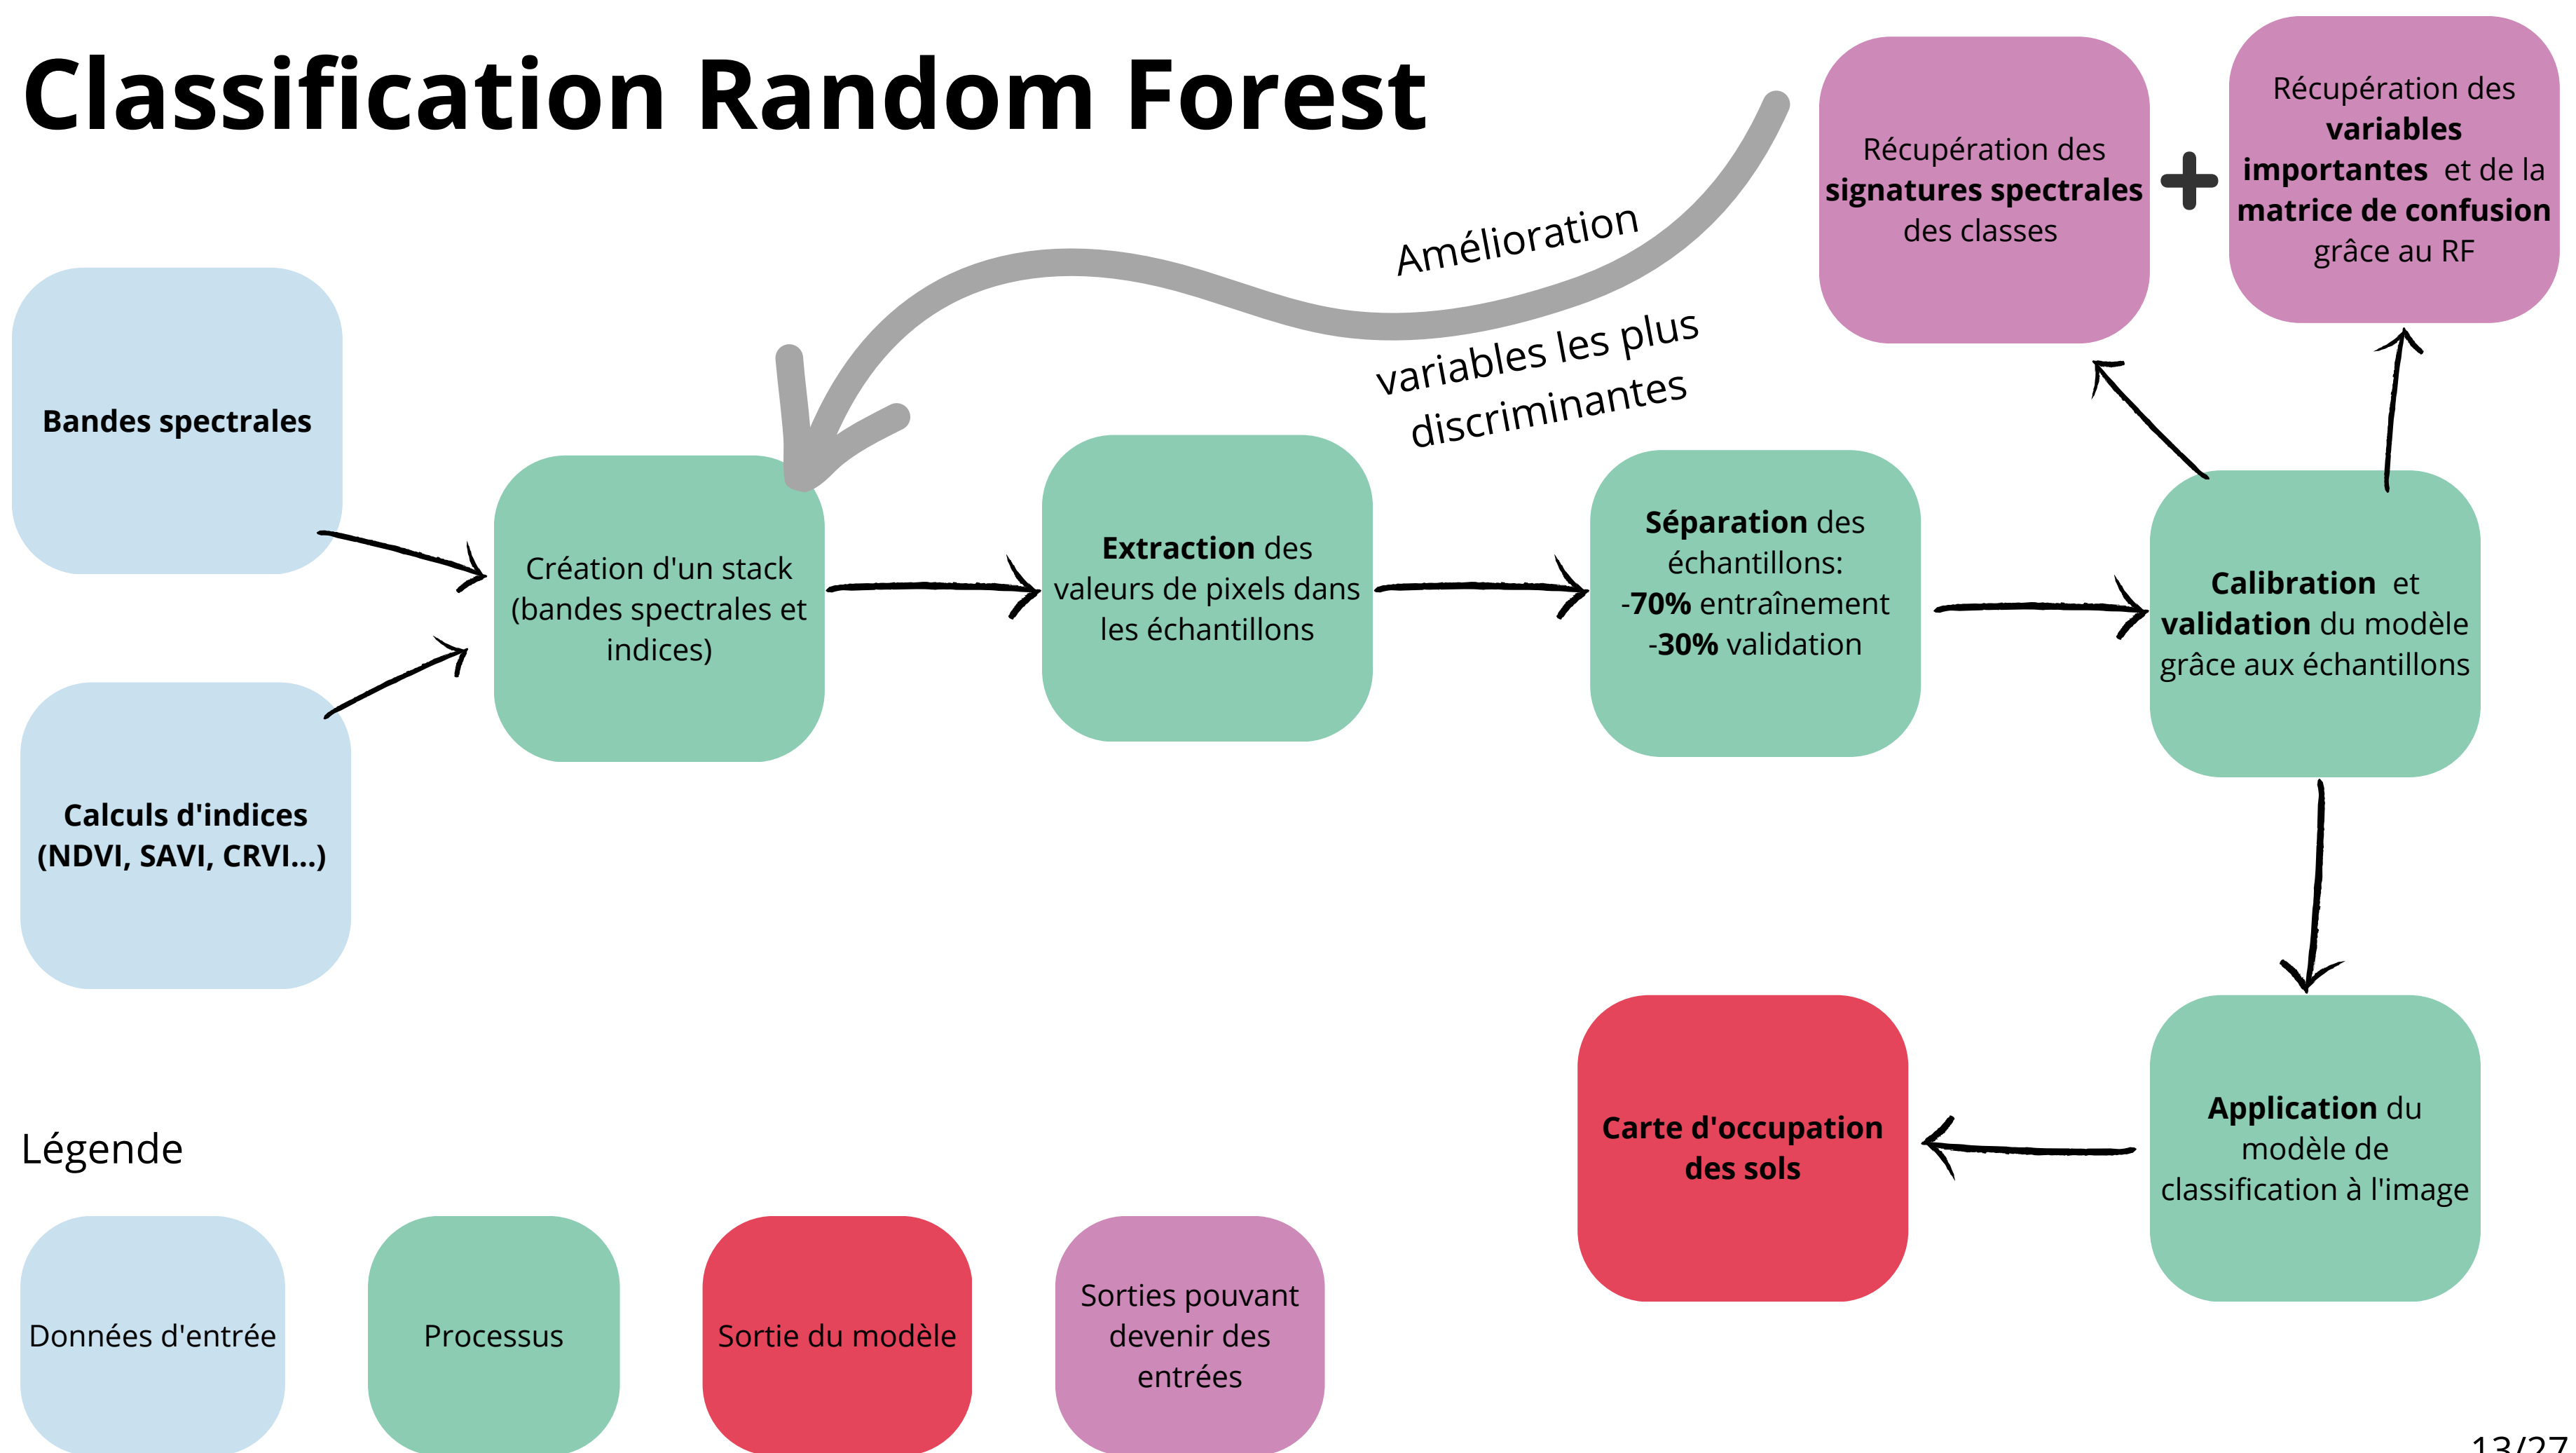 Classification Random Forest
Récupération des
signatures spectrales
des classes
+
Récupération des
variables
importantes et de la
matrice de confusion
grâce au RF
Amélioration
variables les plus
discriminantes
Bandes spectrales
Calculs d'indices
(NDVI, SAVI, CRVI...)
Création d'un stack
(bandes spectrales et
indices)
Extraction des
valeurs de pixels dans
les échantillons
Séparation des
échantillons:
-70% entraînement
-30% validation
Calibration et
validation du modèle
grâce aux échantillons
Application du
modèle de
classification à l'image
Carte d'occupation
des sols
Légende
Données d'entrée
Processus
Sortie du modèle
Sorties pouvant
devenir des
entrées
13/27